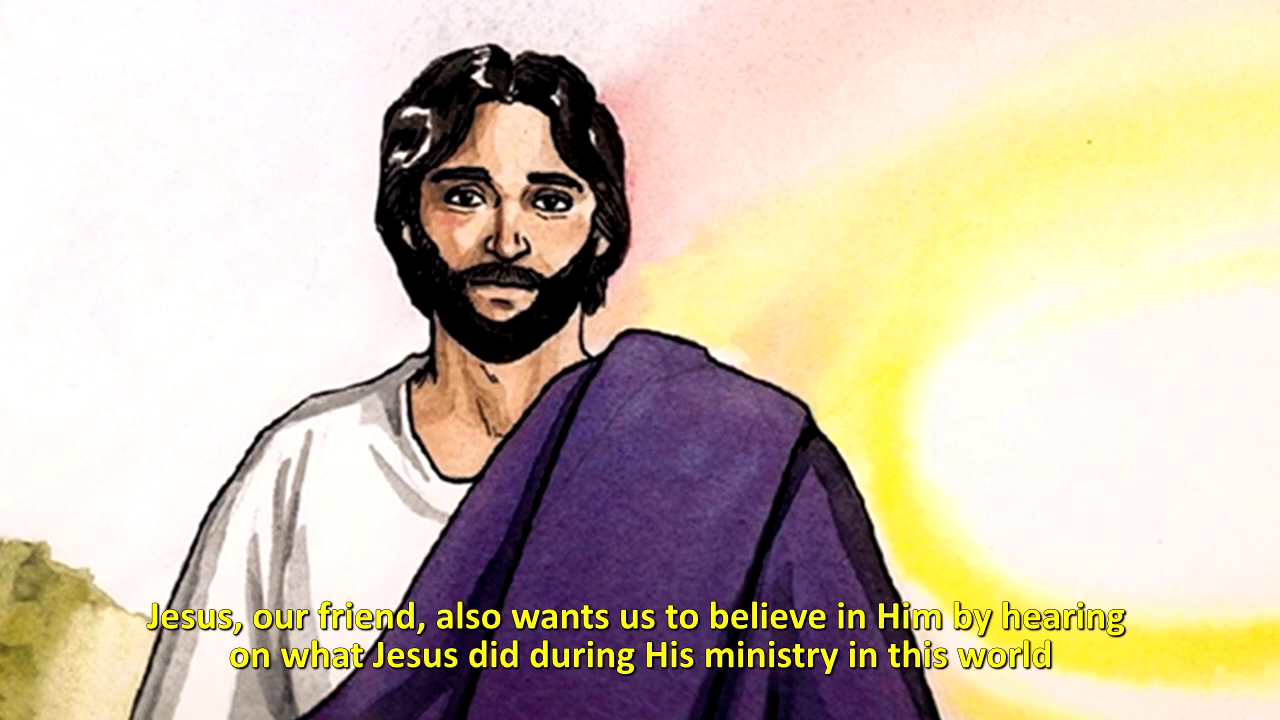 Jesus, our friend, also wants us to believe in Him by hearing
on what Jesus did during His ministry in this world